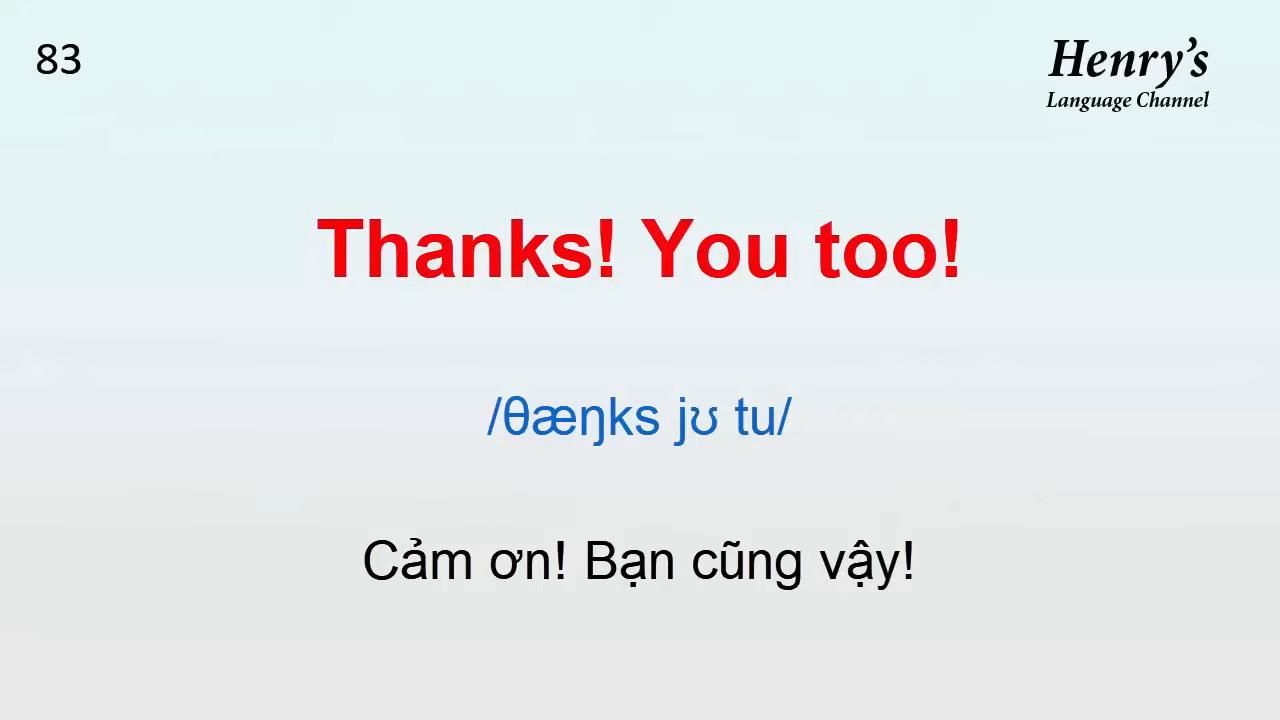 83
Henry's
Language Channel
Thanks! You too!
/θæŋks jʊ tu/
Cảm ơn! Bạn cũng vậy!